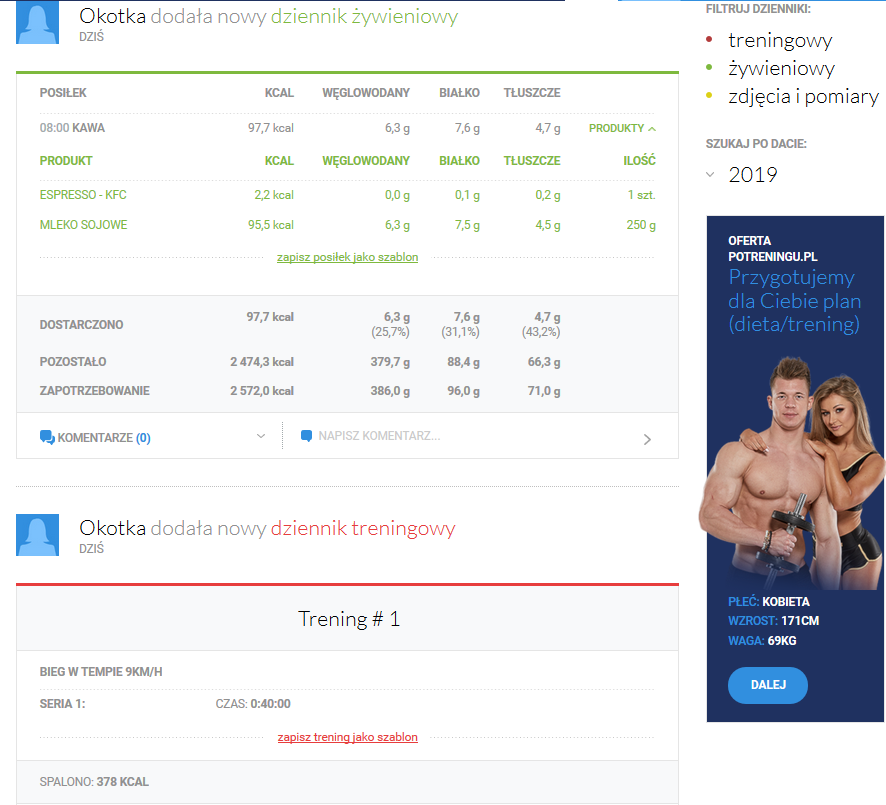 Okotka dodała nowy dziennik żywieniowy
DZIŚ
POSIŁEK KCAL WĘGLOWODANY BIAŁKO TŁUSZCZE
08:00 KAWA 97,7 kcal 6,3 g 7,6 g 4,7 g PRODUKTY
PRODUKT KCAL WĘGLOWODANY BIAŁKO TŁUSZCZE ILOŚĆ
ESPRESSO - KFC 2,2 kcal 0,0 g 0,1 g 0,2 g 1 szt.
MLEKO SOJOWE 95,5 kcal 6,3 g 7,5 g 4,5 g 250 g
zapisz posiłek jako szablon
DOSTARCZONO 97,7 kcal 6,3 g 7,6 g 4,7 g
(25,7%) (31,1%) (43,2%)
POZOSTAŁO 2 474,3 kcal 379,7 g 88,4 g 66,3 g
ZAPOTRZEBOWANIE 2 572,0 kcal 386,0 g 96,0 g 71,0 g
KOMENTARZE (0) NAPISZ KOMENTARZ...
Okotka dodała nowy dziennik treningowy
DZIŚ
Trening # 1
BIEG W TEMPIE 9KM/H
SERIA 1: CZAS: 0:40:00
zapisz trening jako szablon
SPALONO: 378 KCAL
FILTRUJ DZIENNIKI:
treningowy
żywieniowy
zdjęcia i pomiary
SZUKAJ PO DACIE:
2019
OFERTA
POTRENINGU.PL
Przygotujemy
dla Ciebie plan
(dieta/trening)
PŁEĆ: KOBIETA
WZROST: 171CM
WAGA: 69KG
DALEJ